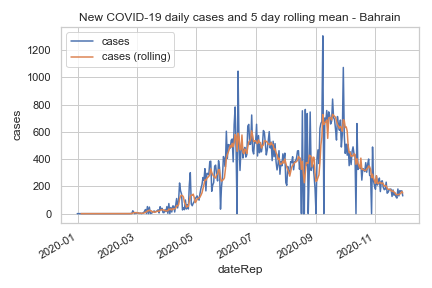 New COVID-19 daily cases and 5 day rolling mean - Bahrain
cases
cases (rolling)
1200
1000
800
600
400
200
0
cases
2020-01
2020-03
2020-05
2020-07
2020-09
2020-11
dateRep